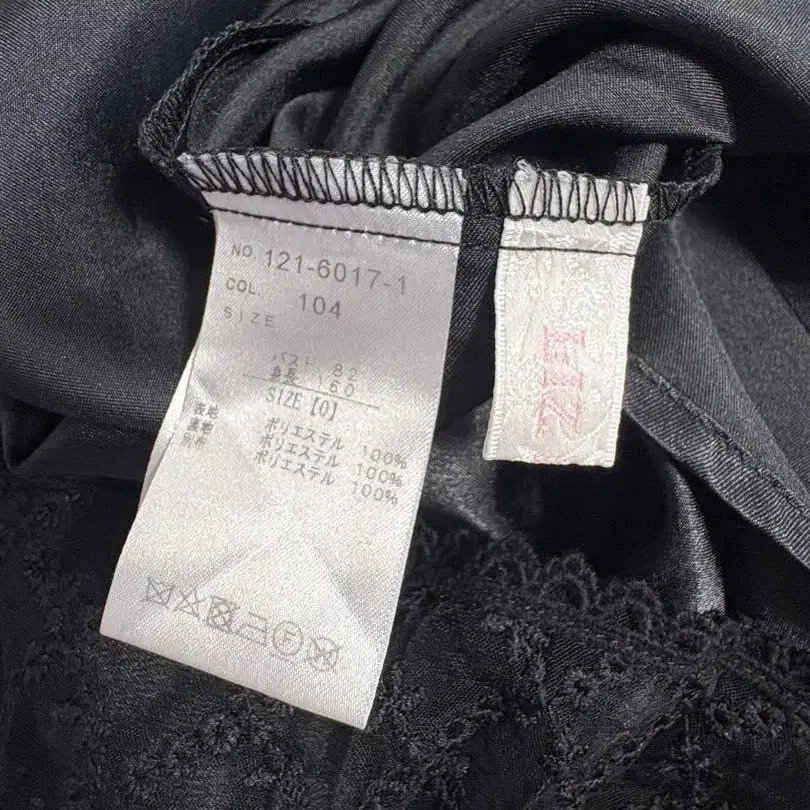 NO. 121-6017-1
COL. 104
SIZE
バスト 82
身長 160
SIZE【0】
表地 ポリエステル 100%
裏地 ポリエステル 100%
別布 ポリエステル 100%
F